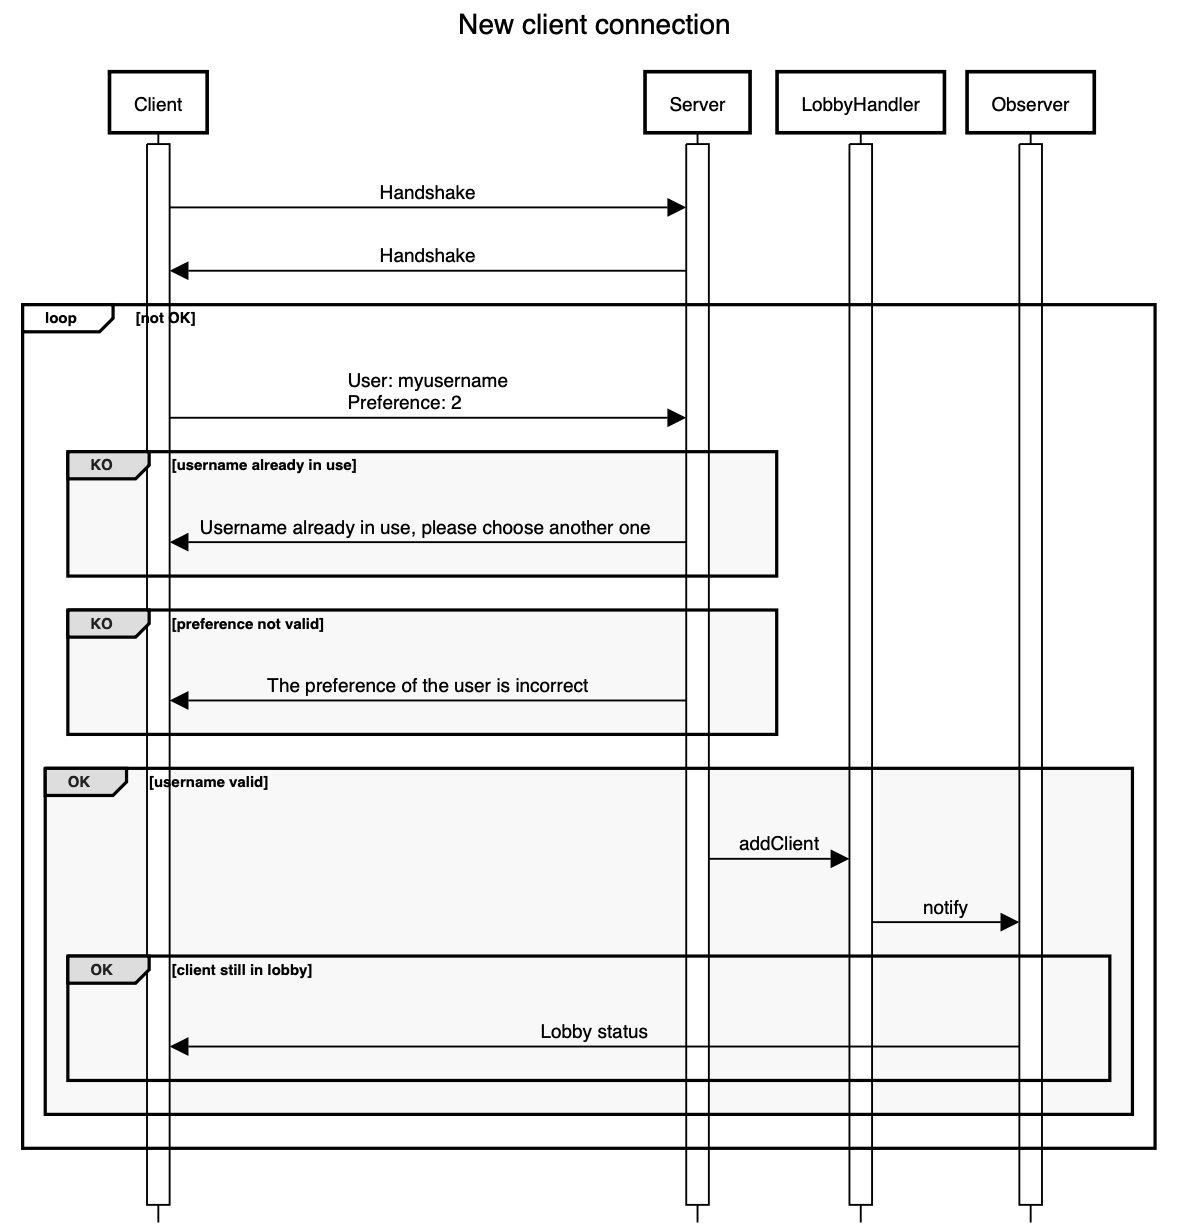 New client connection
Client
Server
LobbyHandler
Observer
Handshake
Handshake
loop
[not OK]
User: myusername
Preference: 2
KO
[username already in use]
Username already in use, please choose another one
KO
[preference not valid]
The preference of the user is incorrect
OK
[username valid]
addClient
notify
OK
[client still in lobby]
Lobby status